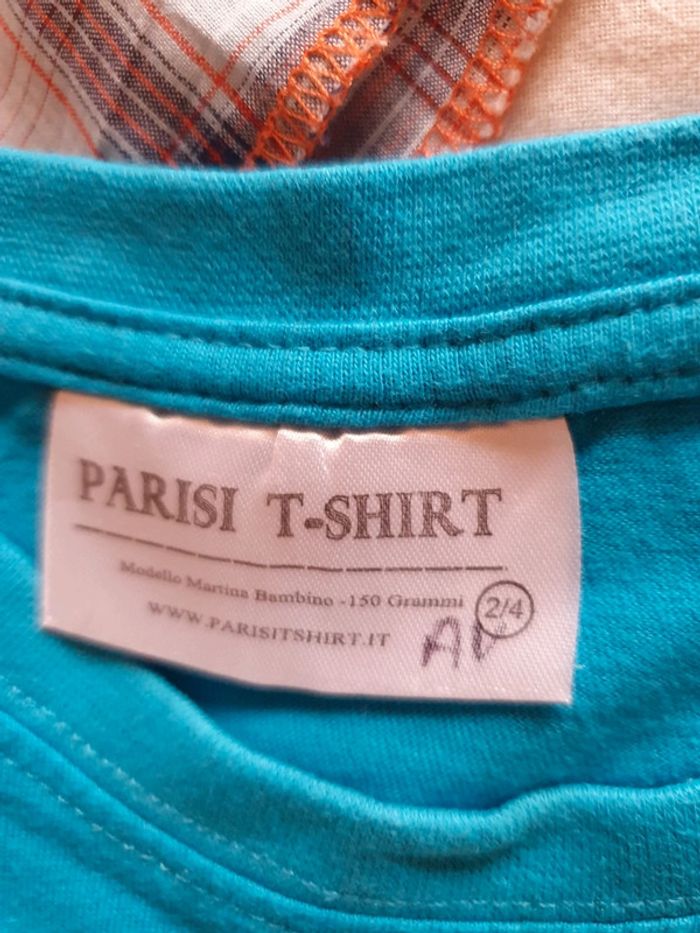 PARISI T-SHIRT
Modello Martina Bambino -150 Grammi
2/4
WWW.PARISITSHIRT.IT